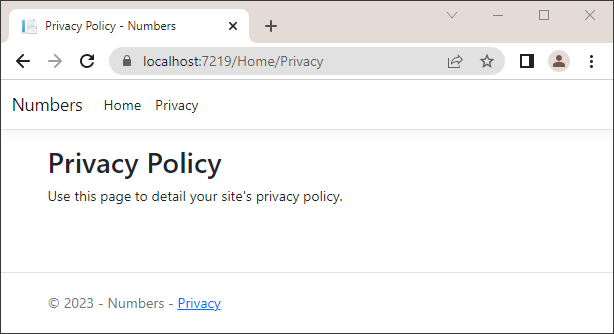 Privacy Policy - Numbers
localhost:7219/Home/Privacy
Numbers Home Privacy
Privacy Policy
Use this page to detail your site's privacy policy.
© 2023 - Numbers - Privacy